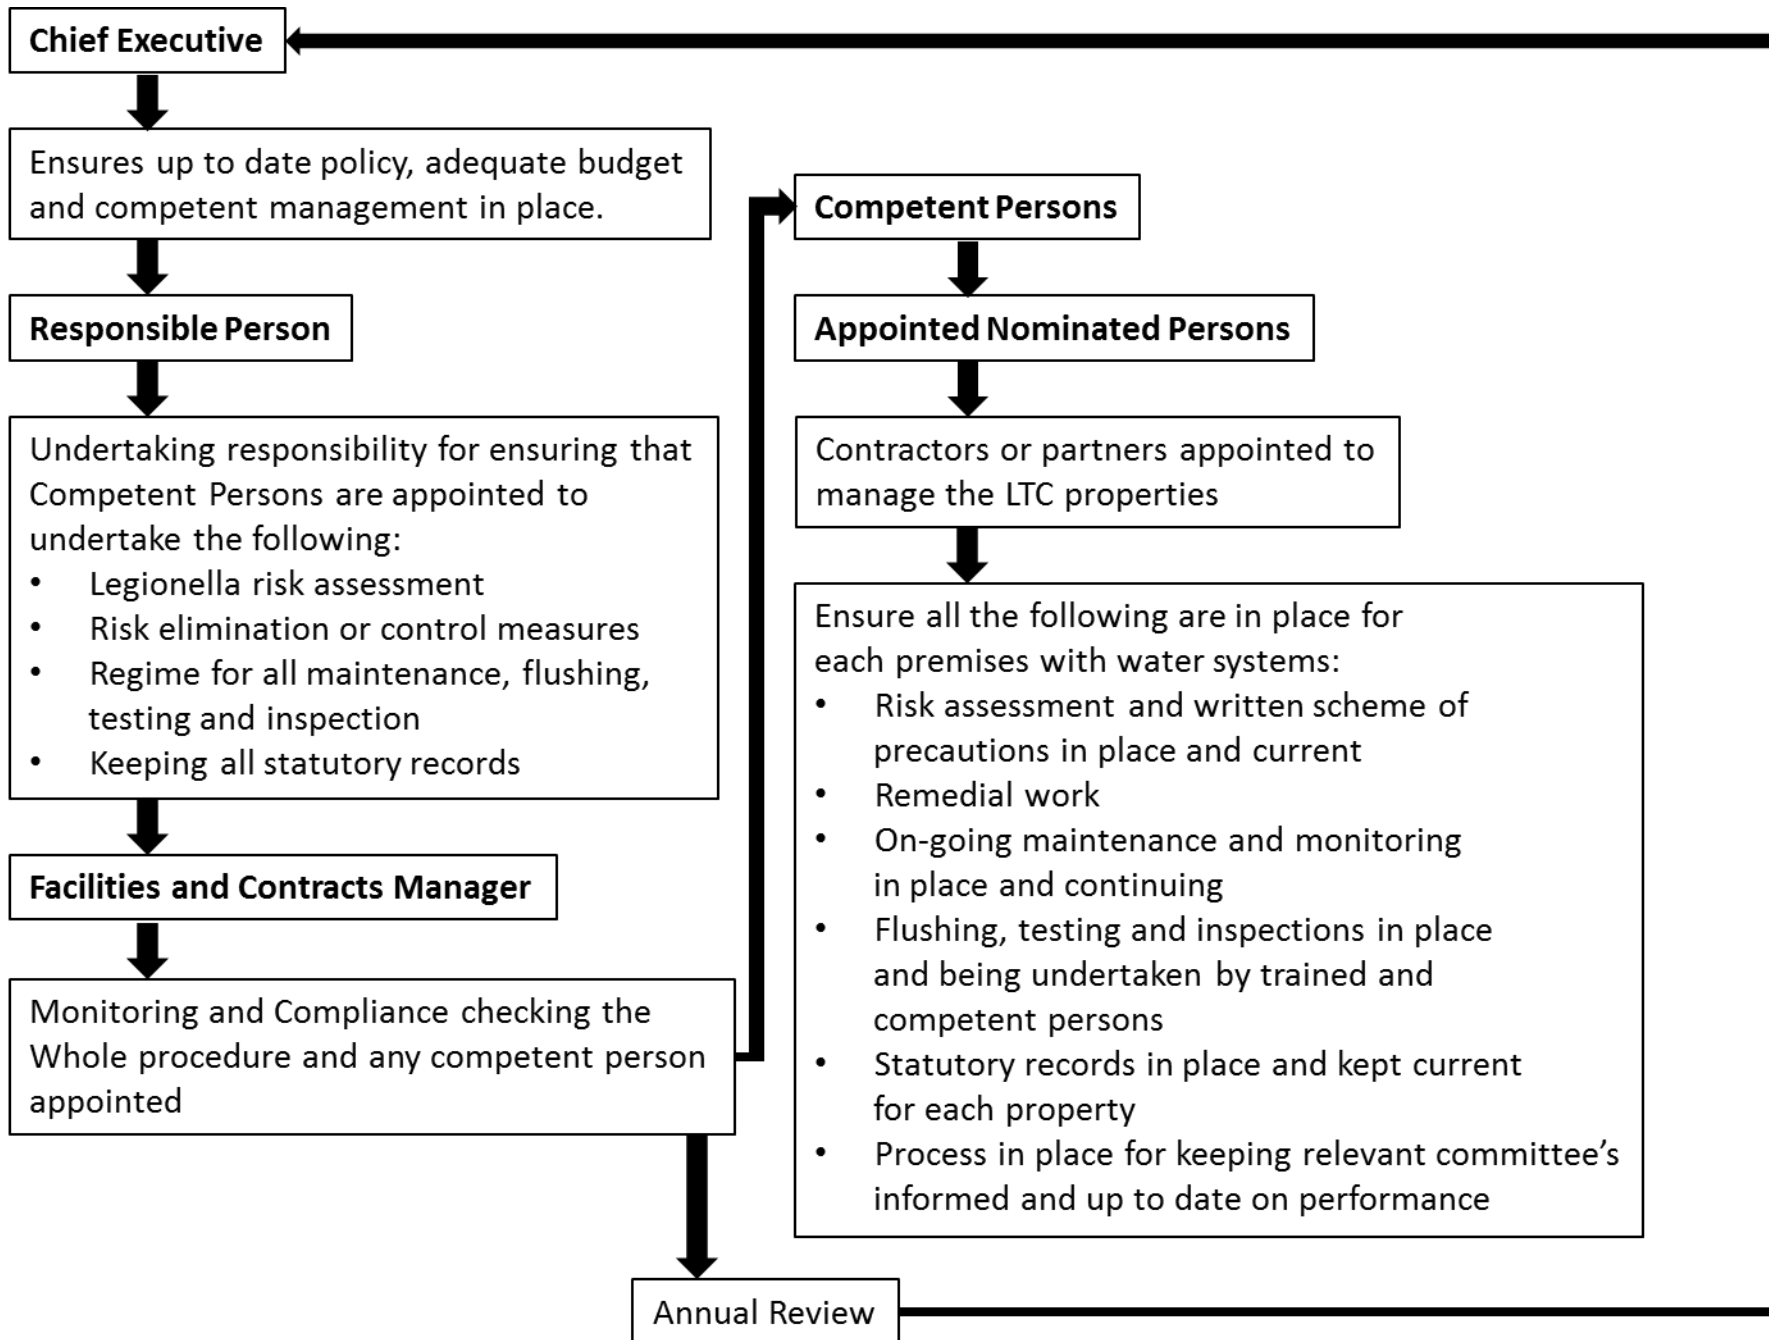 Chief Executive
Ensures up to date policy, adequate budget
and competent management in place.
Responsible Person
Undertaking responsibility for ensuring that
Competent Persons are appointed to
undertake the following:
• Legionella risk assessment
• Risk elimination or control measures
• Regime for all maintenance, flushing,
testing and inspection
• Keeping all statutory records
Facilities and Contracts Manager
Monitoring and Compliance checking the
Whole procedure and any competent person
appointed
Competent Persons
Appointed Nominated Persons
Contractors or partners appointed to
manage the LTC properties
Ensure all the following are in place for
each premises with water systems:
• Risk assessment and written scheme of
precautions in place and current
• Remedial work
• On-going maintenance and monitoring
in place and continuing
• Flushing, testing and inspections in place
and being undertaken by trained and
competent persons
• Statutory records in place and kept current
for each property
• Process in place for keeping relevant committee’s
informed and up to date on performance
Annual Review